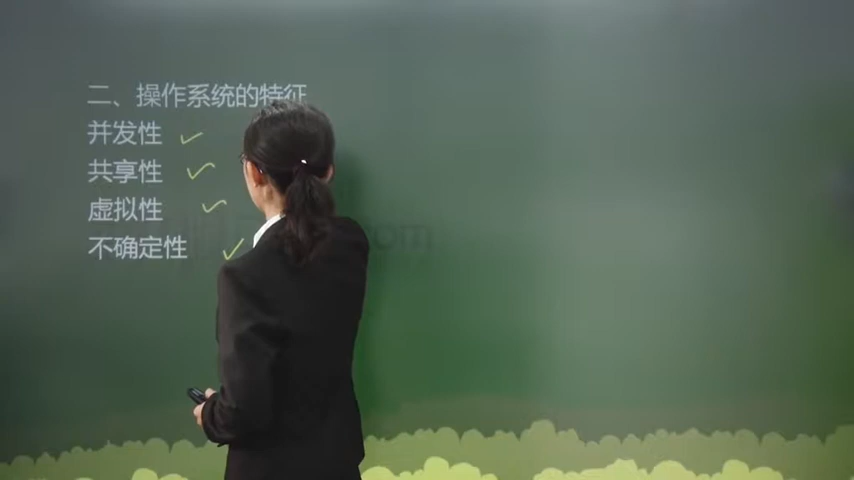 二、操作系统的特征
并发性
共享性
虚拟性
不确定性